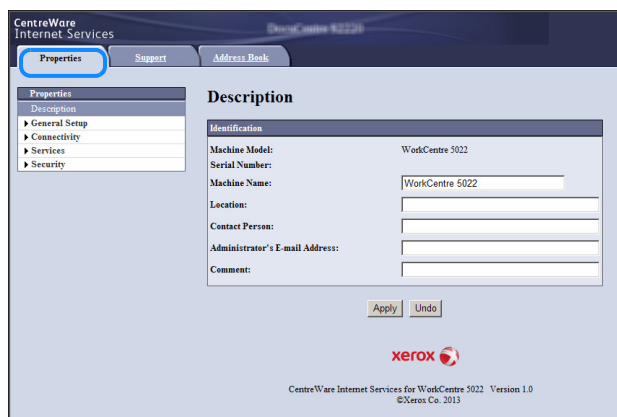 CentreWare
Internet Services
Properties Support Address Book
Properties
Description
General Setup
Connectivity
Services
Security
Description
Identification
Machine Model: WorkCentre 5022
Serial Number:
Machine Name: WorkCentre 5022
Location:
Contact Person:
Administrator's E-mail Address:
Comment:
Apply Undo
xerox
CentreWare Internet Services for WorkCentre 5022 Version 1.0
©Xerox Co. 2013